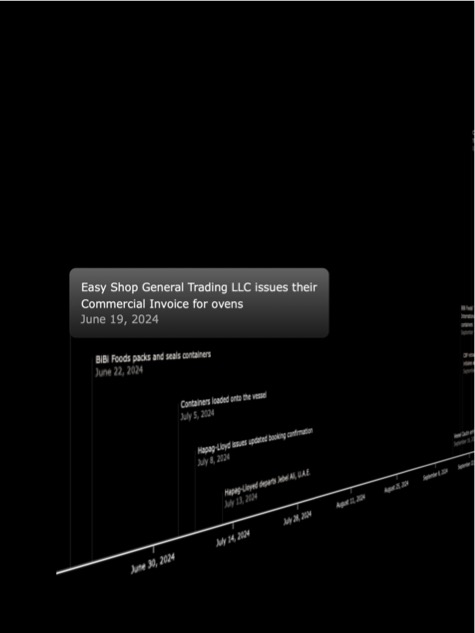 Easy Shop General Trading LLC issues their
Commercial Invoice for ovens
June 19, 2024
BiBi Foods packs and seals containers
June 22, 2024
Containers loaded onto the vessel
July 5, 2024
Hapag-Lloyd issues updated booking confirmation
July 8, 2024
Hapag-Lloyed departs Jebel Ali, U.A.E.
July 13, 2024
June 30, 2024
July 14, 2024
July 28, 2024
August 11, 2024
August 25, 2024
September 8, 2024